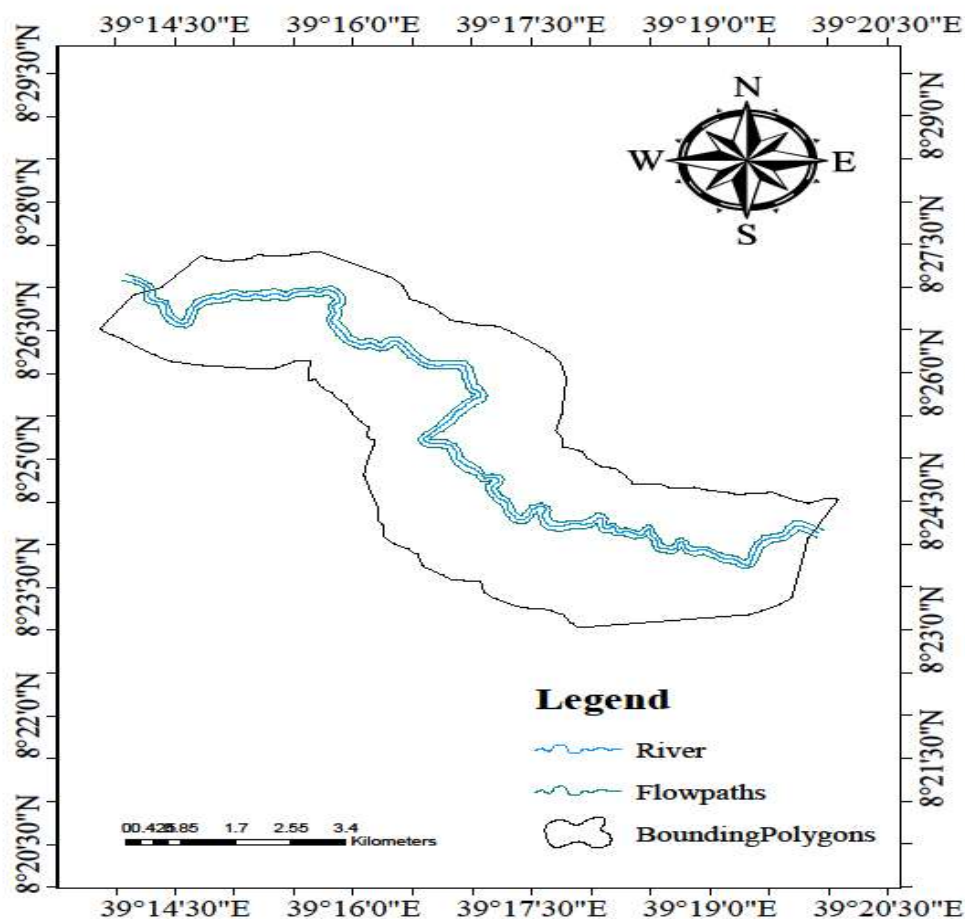 39°14'30"E 39°16'0"E 39°17'30"E 39°19'0"E 39°20'30"E
8°29'30"N
8°28'0"N
8°26'30"N
8°25'0"N
8°23'30"N
8°22'0"N
8°20'30"N
8°29'0"N
8°27'30"N
8°26'0"N
8°24'30"N
8°23'0"N
8°21'30"N
N
W E
S
Legend
River
Flowpaths
BoundingPolygons
0 0.425 0.85 1.7 2.55 3.4
Kilometers
39°14'30"E 39°16'0"E 39°17'30"E 39°19'0"E 39°20'30"E